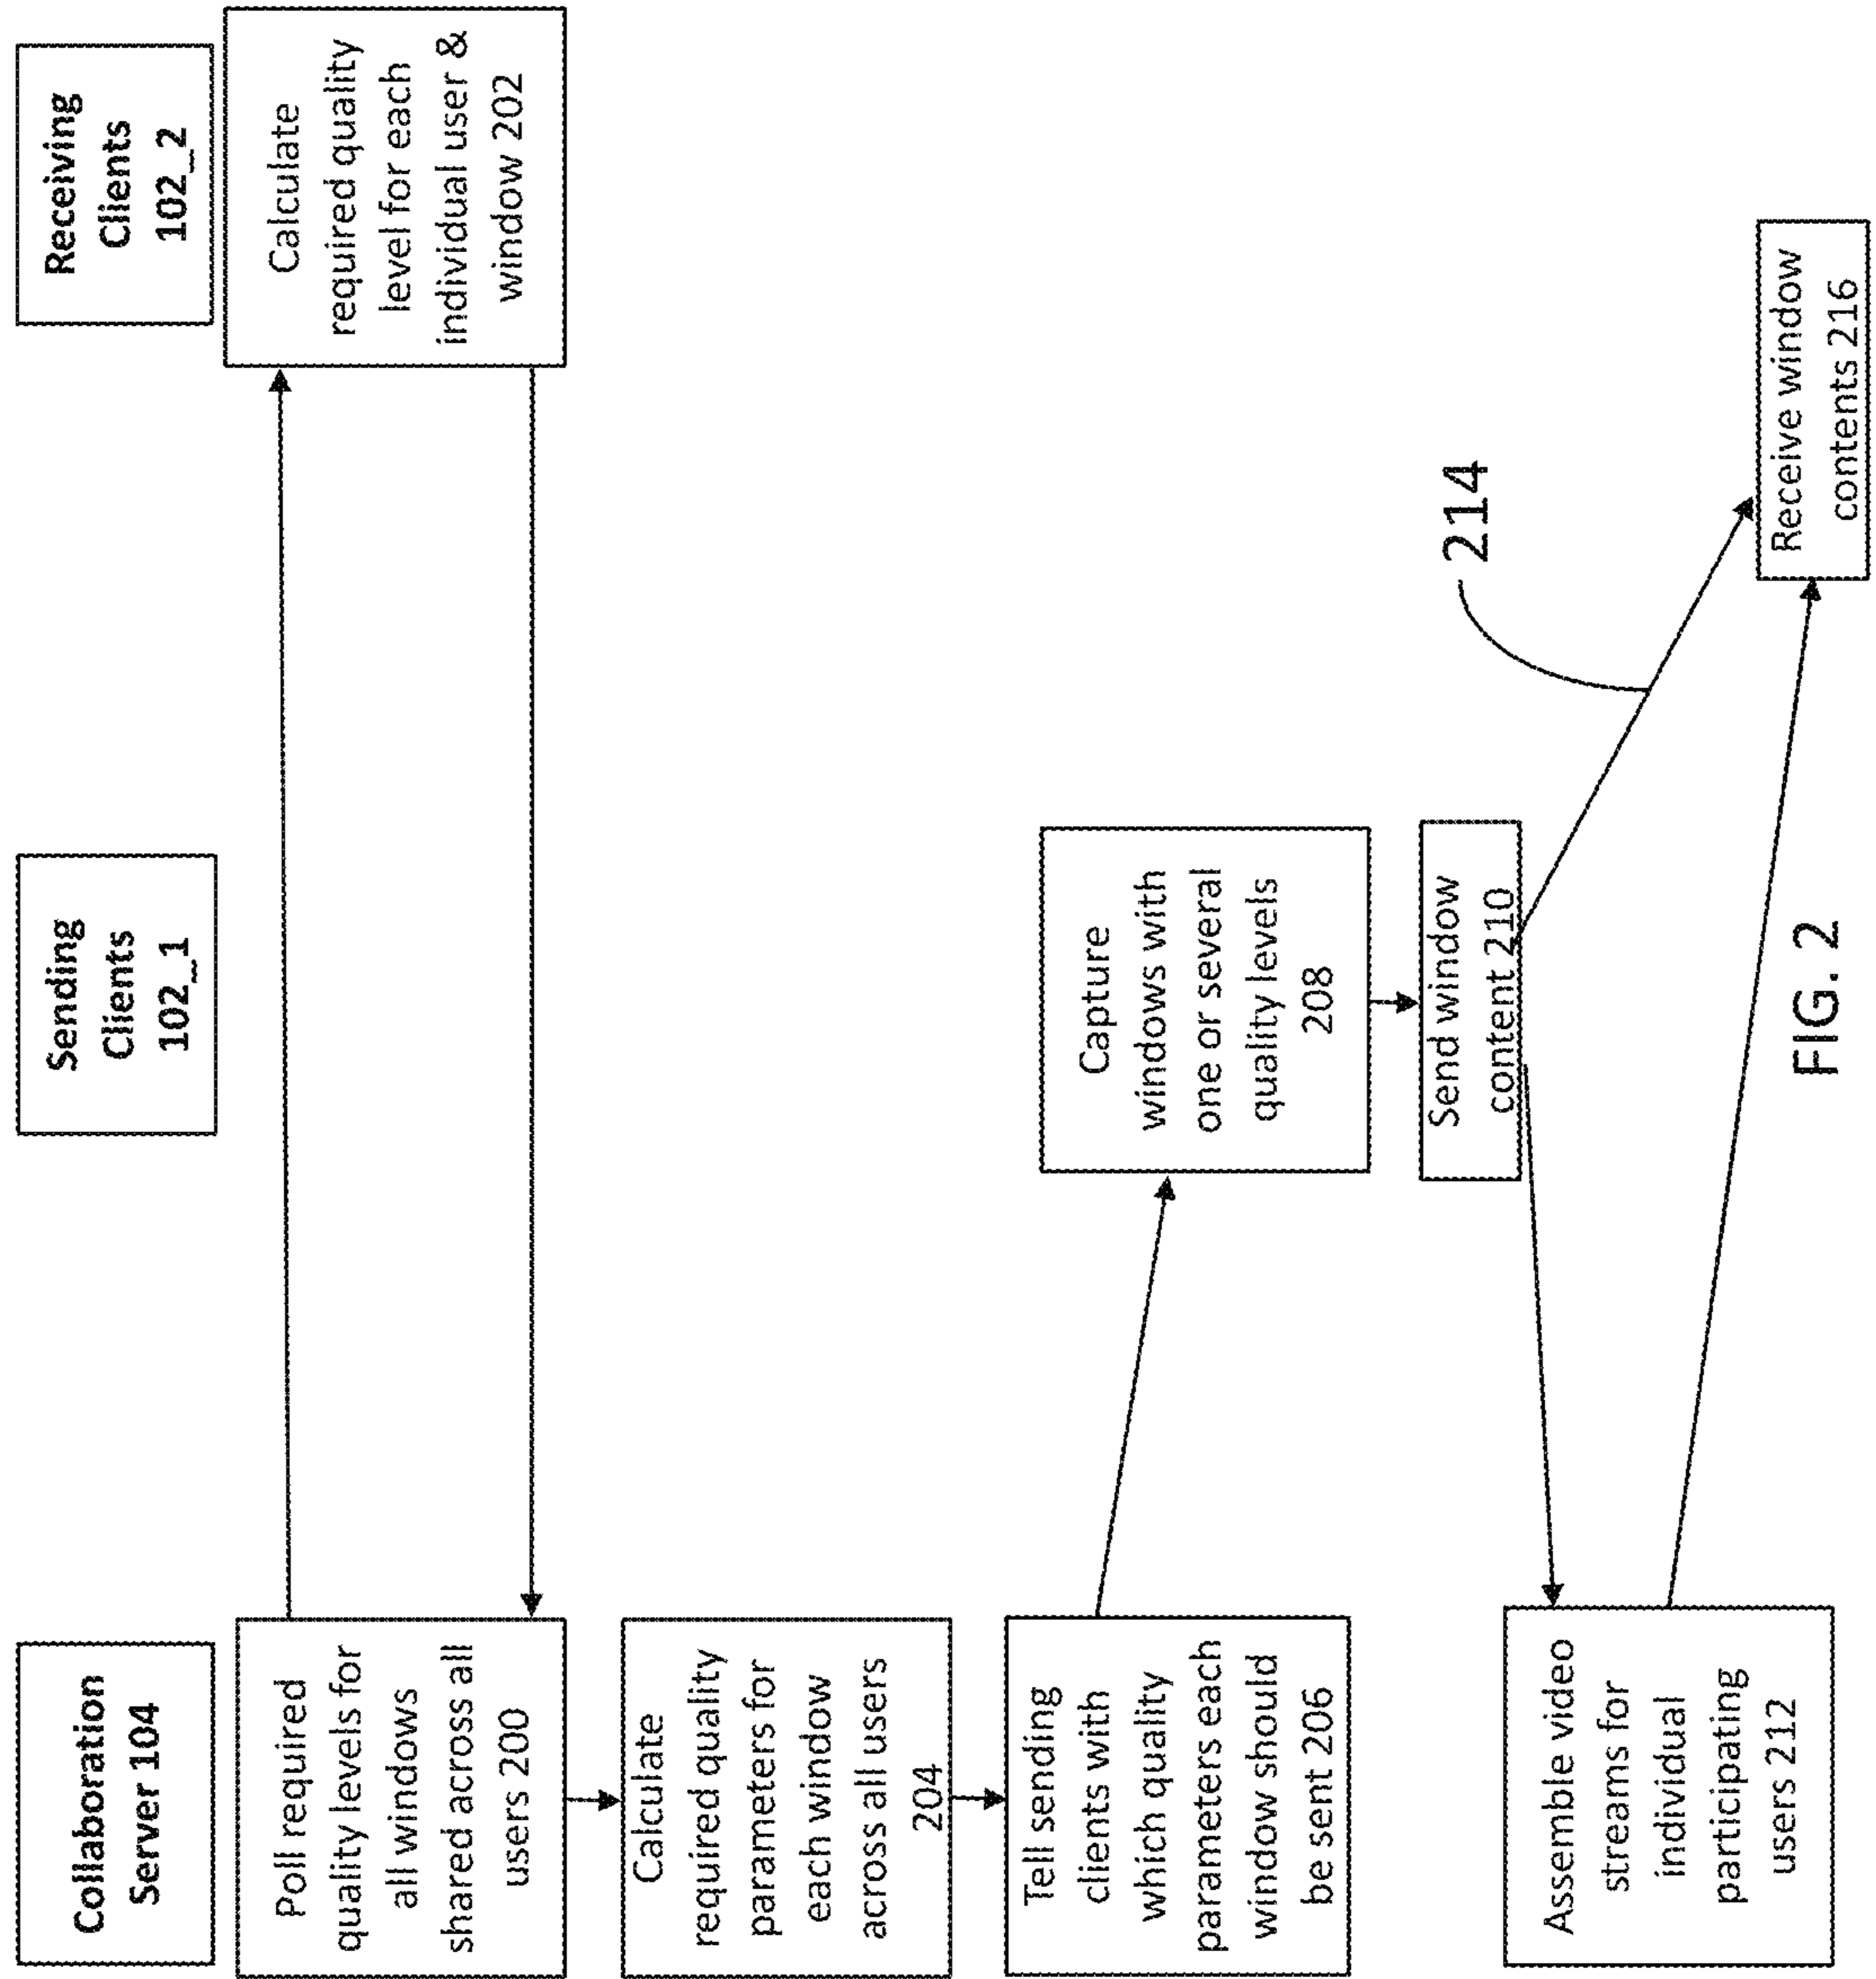 Collaboration
Server 104
Sending
Clients
102_1
Receiving
Clients
102_2
Poll required
quality levels for
all windows
shared across all
users 200
Calculate
required quality
level for each
individual user &
window 202
Calculate
required quality
parameters for
each window
across all users
204
Tell sending
clients with
which quality
parameters each
window should
be sent 206
Capture
windows with
one or several
quality levels
208
Send window
content 210
214
Assemble video
streams for
individual
participating
users 212
Receive window
contents 216
FIG. 2